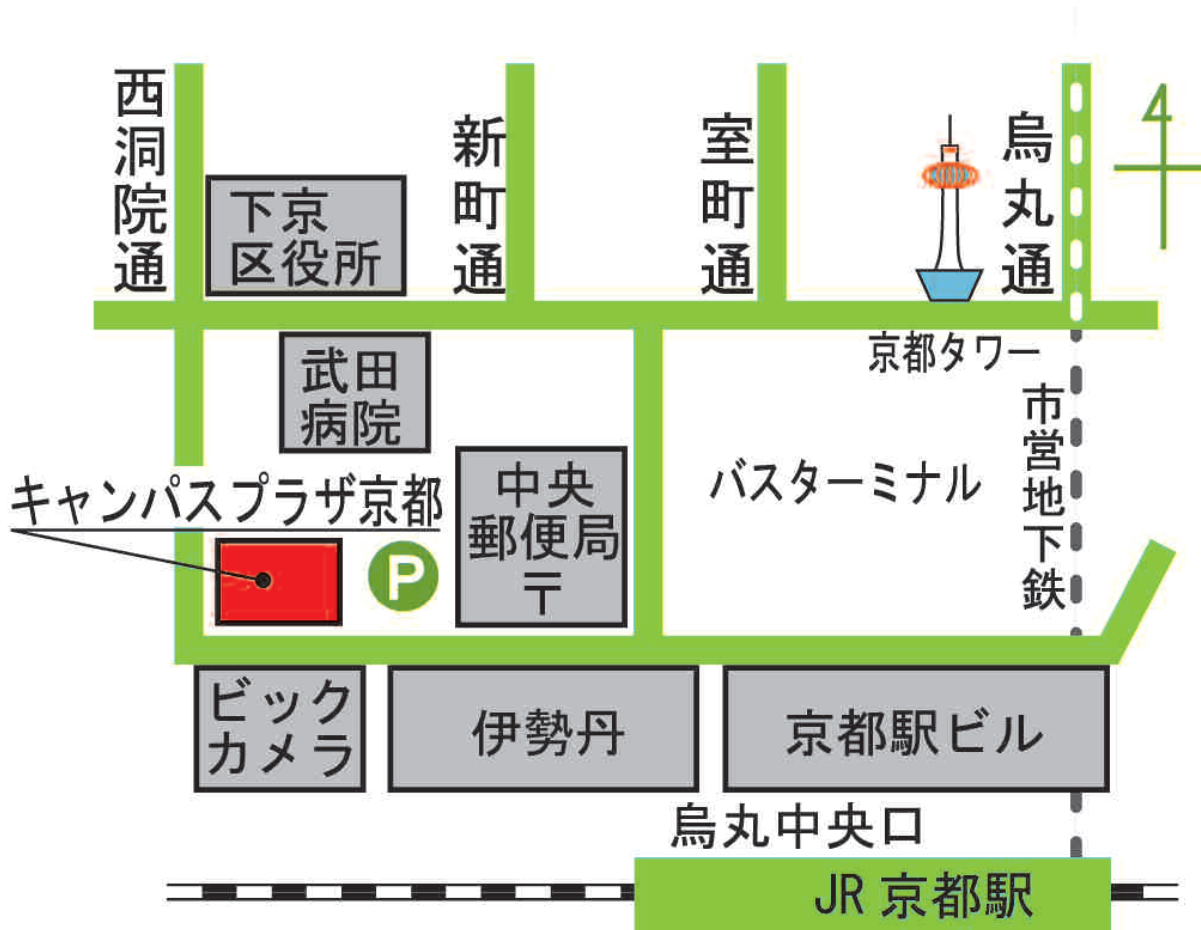 西洞院通
新町通
室町通
烏丸通
下京
区役所
京都タワー
武田
病院
市営地下鉄
キャンパスプラザ京都
P
中央
郵便局
〒
バスターミナル
ビック
カメラ
伊勢丹
京都駅ビル
烏丸中央口
JR 京都駅